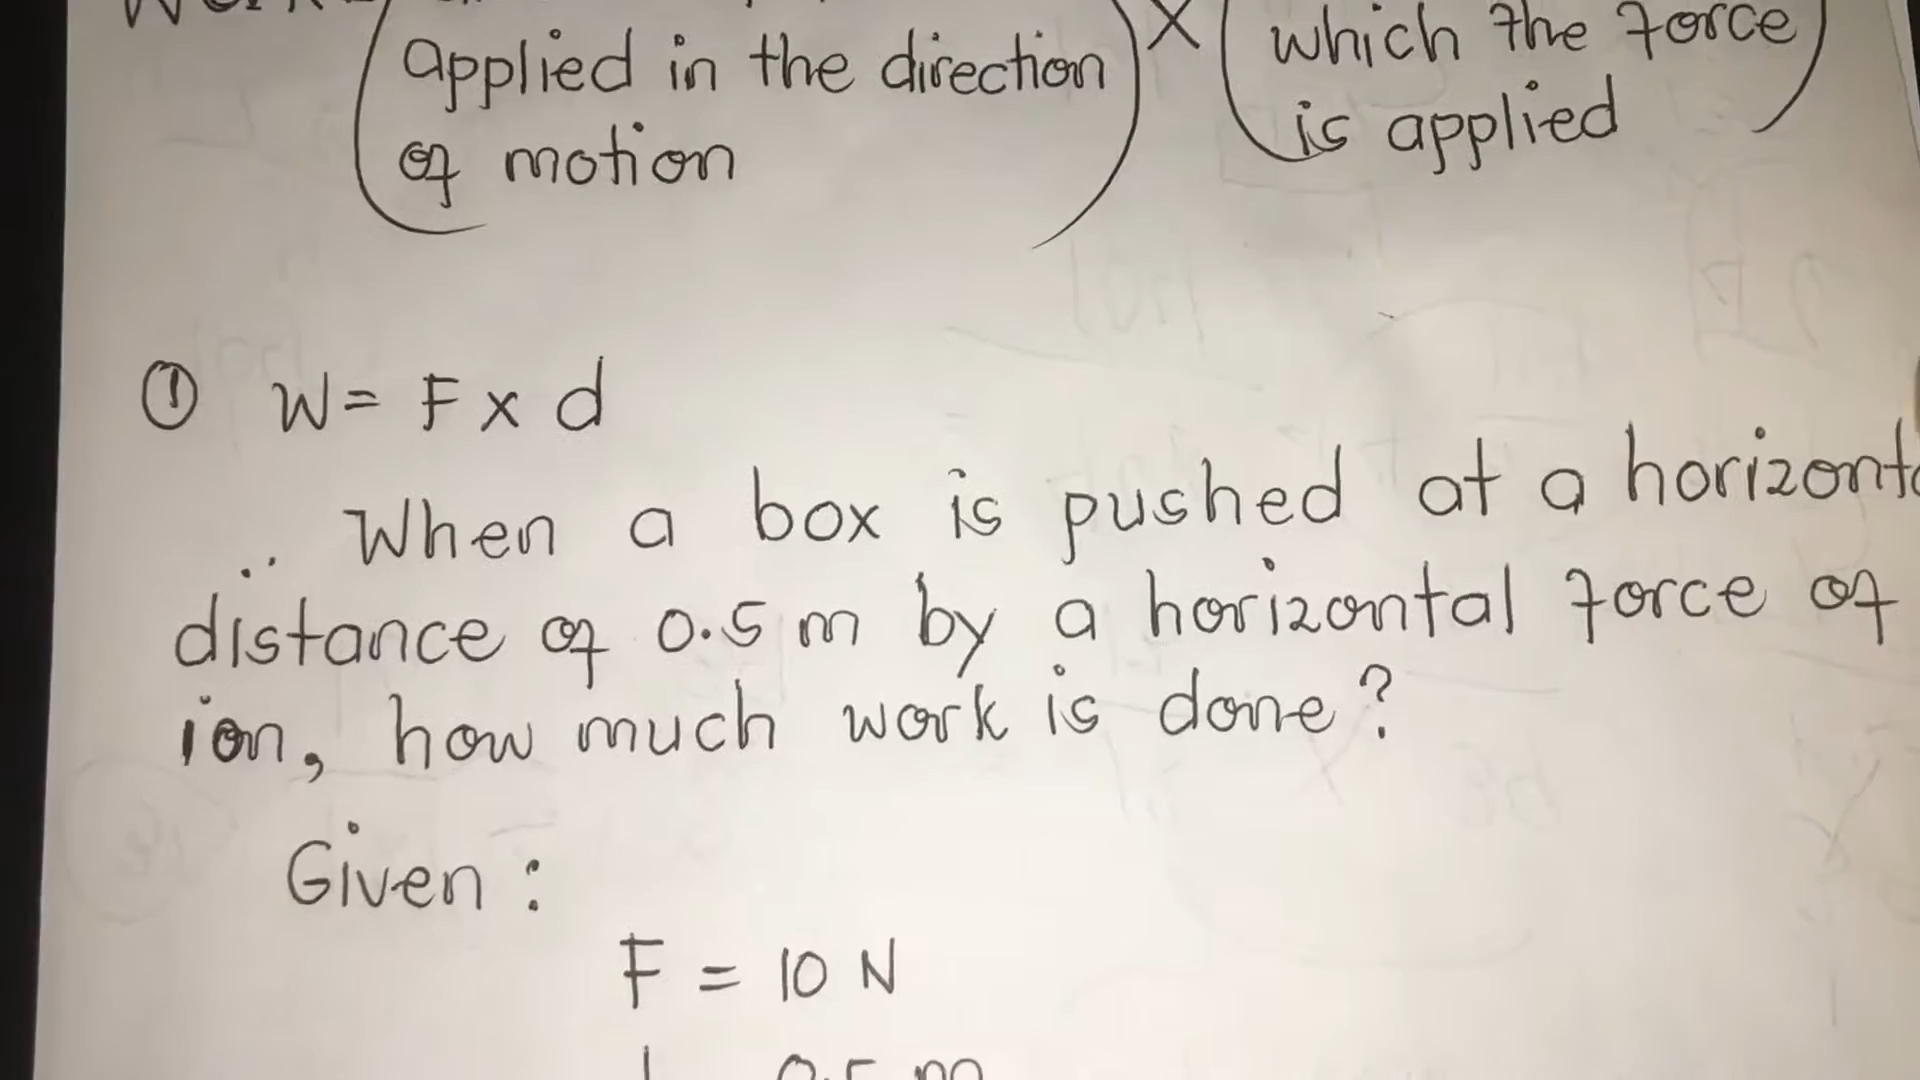 applied in the direction
of motion
×
which the force
is applied
① W = F x d
When a box is pushed at a
distance of 0.5 m by a horizontal force of
ion, how much work is done?
Given :
F = 10 N